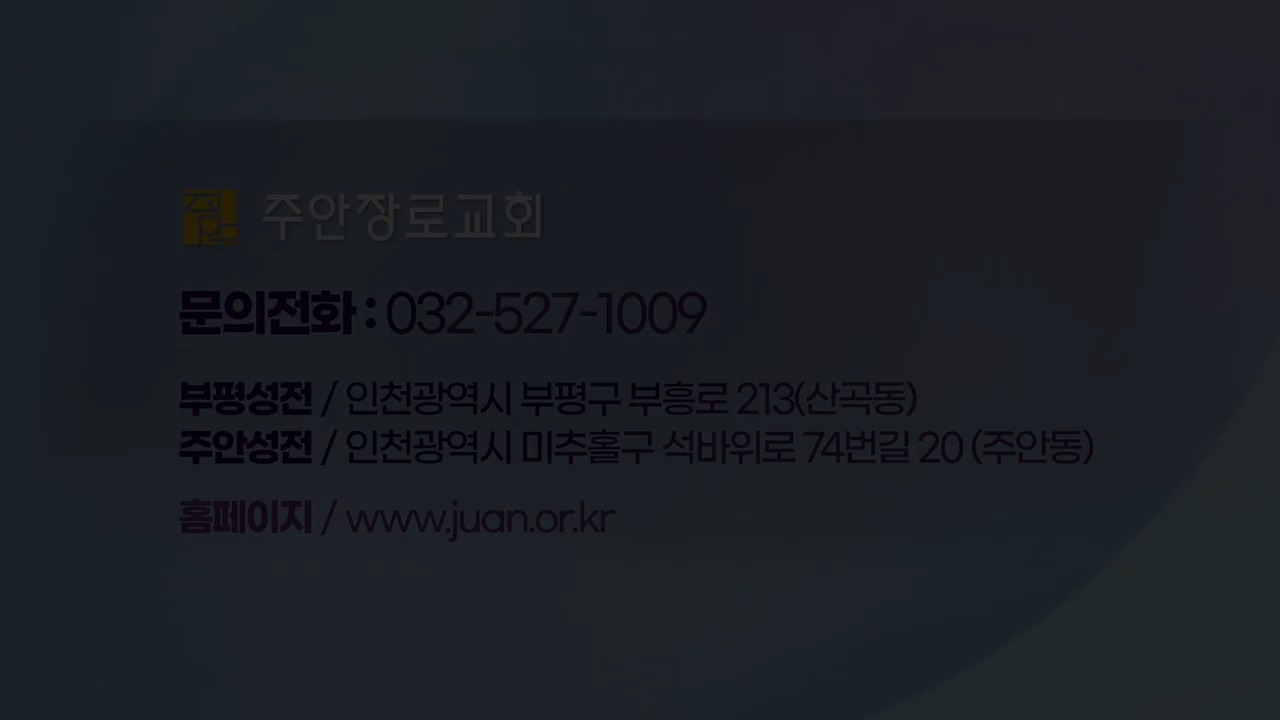 주안 주안장로교회
문의전화 : 032-527-1009
부평성전 / 인천광역시 부평구 부흥로 213(산곡동)
주안성전 / 인천광역시 미추홀구 석바위로 74번길 20 (주안동)
홈페이지 / www.juan.or.kr